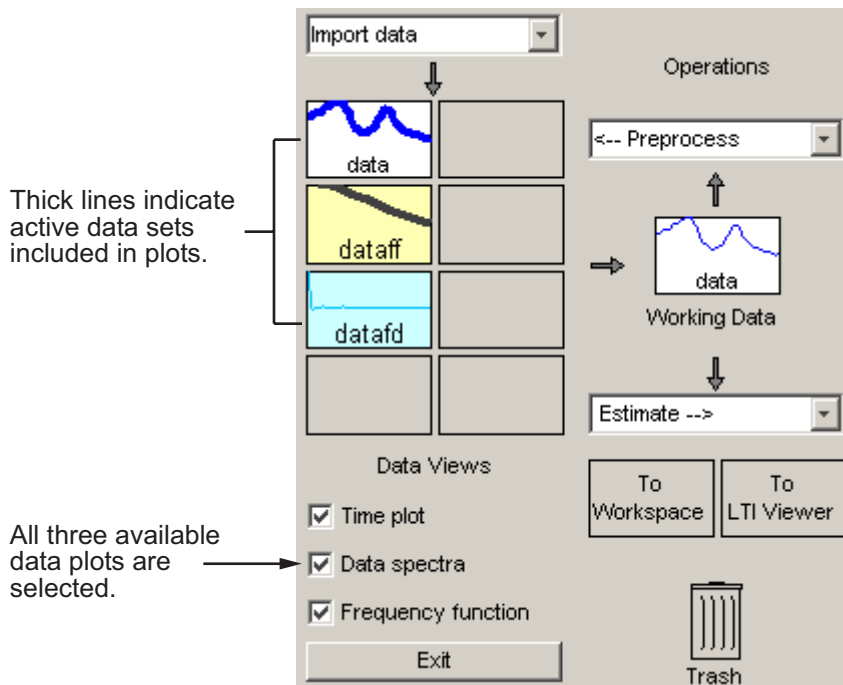 Import data
Operations
data
<-- Preprocess
Thick lines indicate
active data sets
included in plots.
dataff
data
Working Data
datafd
Estimate -->
Data Views
To
Workspace
To
LTI Viewer
Time plot
All three available
data plots are
selected.
Data spectra
Frequency function
Exit
Trash